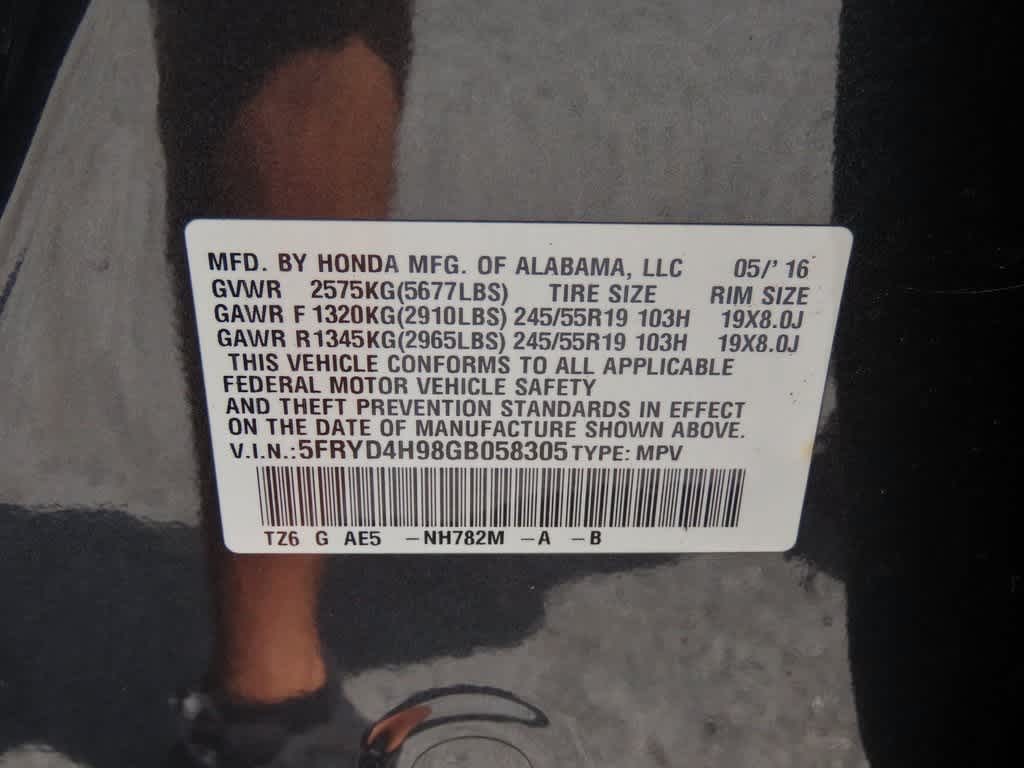 MFD. BY HONDA MFG. OF ALABAMA, LLC 05/' 16
GVWR 2575KG(5677LBS) TIRE SIZE RIM SIZE
GAWR F 1320KG(2910LBS) 245/55R19 103H 19X8.0J
GAWR R1345KG(2965LBS) 245/55R19 103H 19X8.0J
THIS VEHICLE CONFORMS TO ALL APPLICABLE
FEDERAL MOTOR VEHICLE SAFETY
AND THEFT PREVENTION STANDARDS IN EFFECT
ON THE DATE OF MANUFACTURE SHOWN ABOVE.
V.I.N.:5FRYD4H98GB058305 TYPE: MPV
TZ6 G AE5 -NH782M -A -B